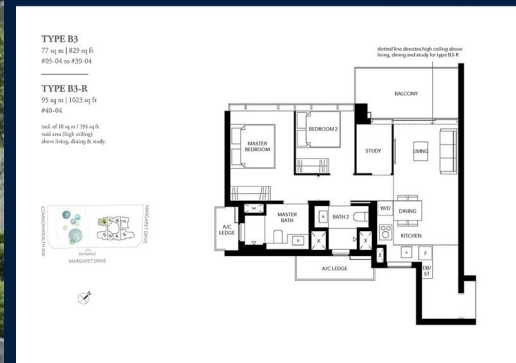 TYPE B3
77 sq m | 829 sq ft
#05-04 to #39-04
TYPE B3-R
95 sq m | 1023 sq ft
#40-04
incl. of 18 sq m / 194 sq ft
void area (high ceiling)
above living, dining & study.
dotted line denotes high ceiling above
living, dining and study for type B3-R
BALCONY
MASTER
BEDROOM
BEDROOM 2
STUDY
LIVING
W/D
DINING
MASTER
BATH
BATH 2
A/C
LEDGE
KITCHEN
F
DB/
ST
A/C LEDGE
COMMONWEALTH AVE
MARGARET DRIVE
ENTRANCE
MARGARET DRIVE